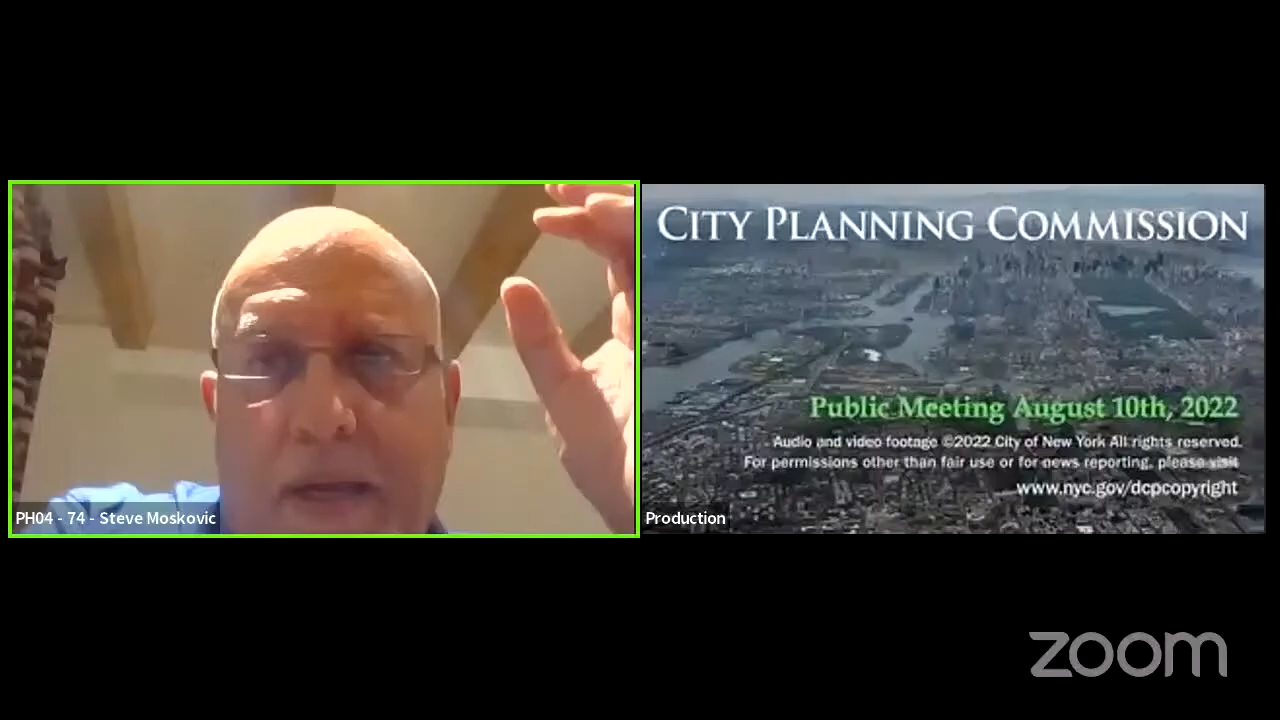 CITY PLANNING COMMISSION
Public Meeting August 10th, 2022
Audio and video footage ©2022 City of New York All rights reserved.
For permissions other than fair use or for news reporting, please visit
www.nyc.gov/dcpcopyright
PH04 - 74 - Steve Moskovic
Production
zoom